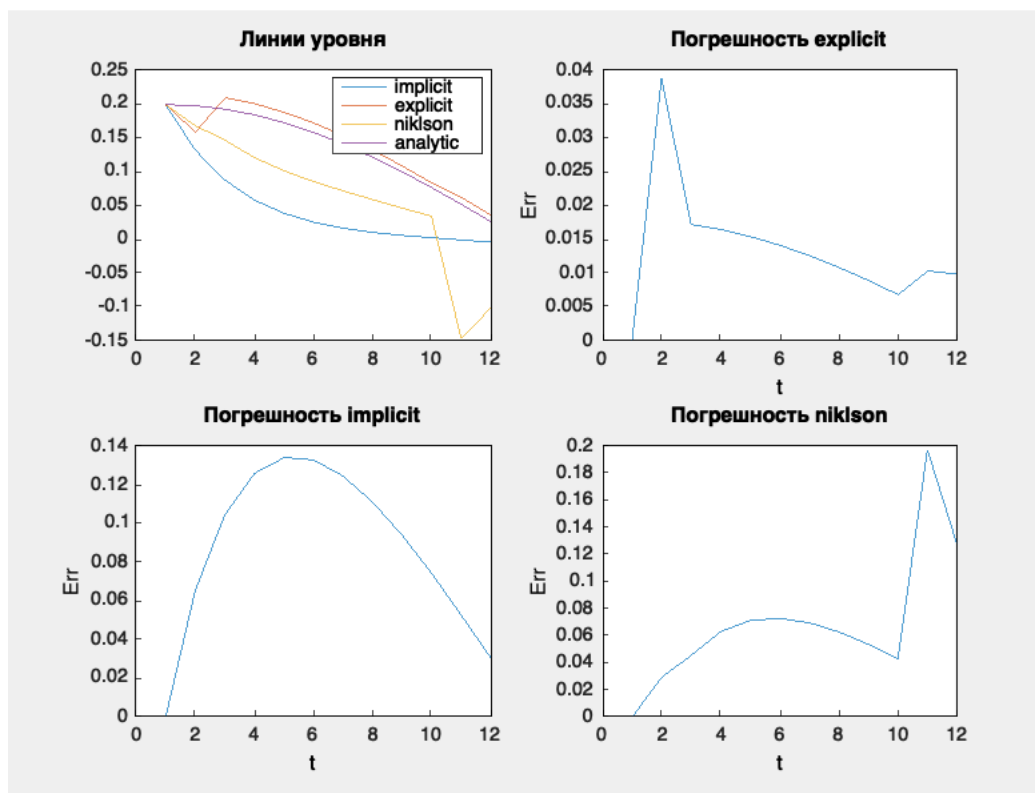 Линии уровня
0.25
0.2
0.15
0.1
0.05
0
-0.05
-0.1
-0.15
0 2 4 6 8 10 12
implicit
explicit
niklson
analytic
Погрешность explicit
0.04
0.035
0.03
0.025
0.02
0.015
0.01
0.005
0
Err
0 2 4 6 8 10 12
t
Погрешность implicit
0.14
0.12
0.1
0.08
0.06
0.04
0.02
0
Err
0 2 4 6 8 10 12
t
Погрешность niklson
0.2
0.18
0.16
0.14
0.12
0.1
0.08
0.06
0.04
0.02
0
Err
0 2 4 6 8 10 12
t